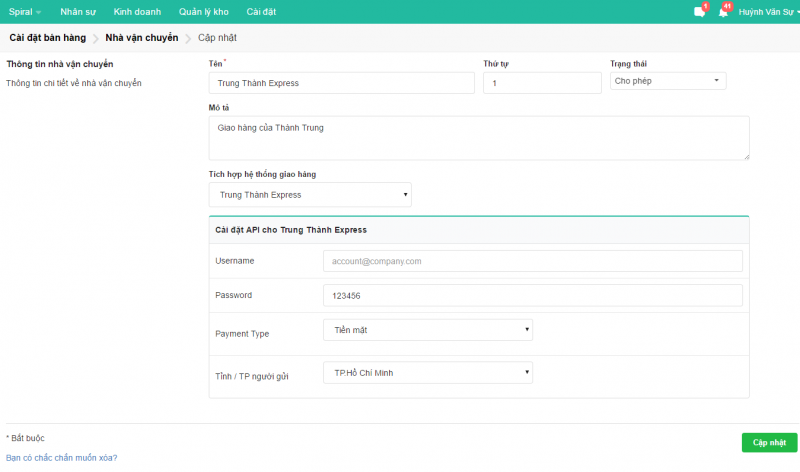 Spiral Nhân sự Kinh doanh Quản lý kho Cài đặt 1 41 Huỳnh Văn Sự
Cài đặt bán hàng Nhà vận chuyển Cập nhật
Thông tin nhà vận chuyển
Thông tin chi tiết về nhà vận chuyển
Tên * Thứ tự Trạng thái
Trung Thành Express 1 Cho phép
Mô tả
Giao hàng của Thành Trung
Tích hợp hệ thống giao hàng
Trung Thành Express
Cài đặt API cho Trung Thành Express
Username account@company.com
Password 123456
Payment Type Tiền mặt
Tỉnh / TP người gửi TP.Hồ Chí Minh
* Bắt buộc
Cập nhật
Bạn có chắc chắn muốn xóa?